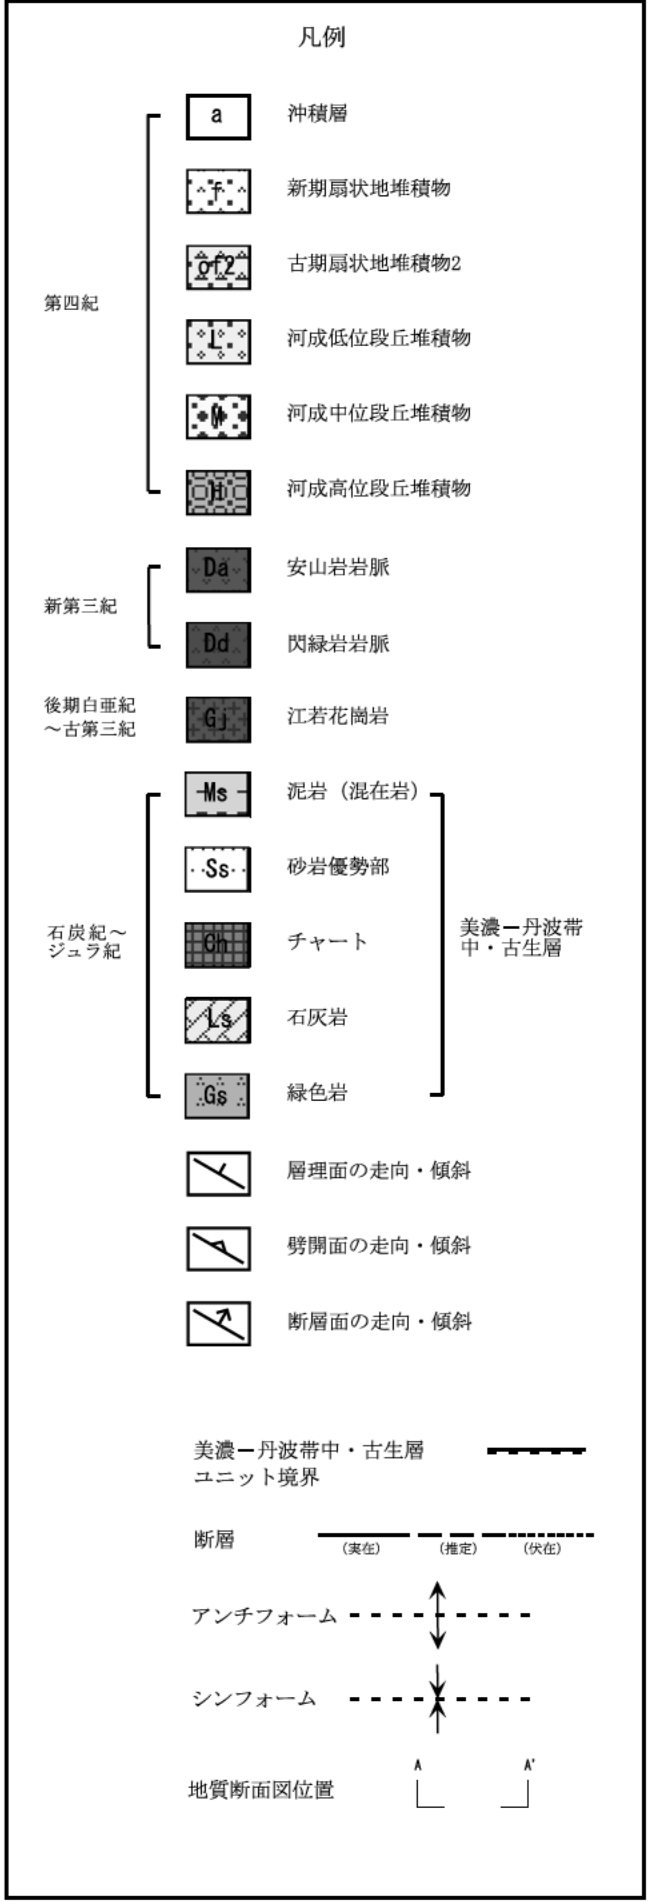 凡例
a 沖積層
f 新期扇状地堆積物
of2 古期扇状地堆積物2
第四紀
L 河成低位段丘堆積物
M 河成中位段丘堆積物
H 河成高位段丘堆積物
Da 安山岩岩脈
新第三紀
Dd 閃緑岩岩脈
後期白亜紀
～古第三紀
Gj 江若花崗岩
Ms 泥岩（混在岩）
Ss 砂岩優勢部
石炭紀～
ジュラ紀
Ch チャート
美濃ー丹波帯
中・古生層
Ls 石灰岩
Gs 緑色岩
層理面の走向・傾斜
劈開面の走向・傾斜
断層面の走向・傾斜
美濃ー丹波帯中・古生層
ユニット境界
断層
（実在） （推定） （伏在）
アンチフォーム
シンフォーム
A A'
地質断面図位置